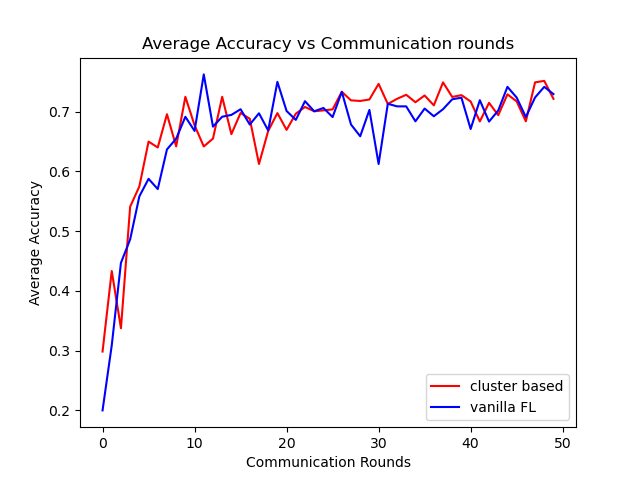 Average Accuracy vs Communication rounds
Average Accuracy
0.7
0.6
0.5
0.4
0.3
0.2
0 10 20 30 40 50
Communication Rounds
cluster based
vanilla FL